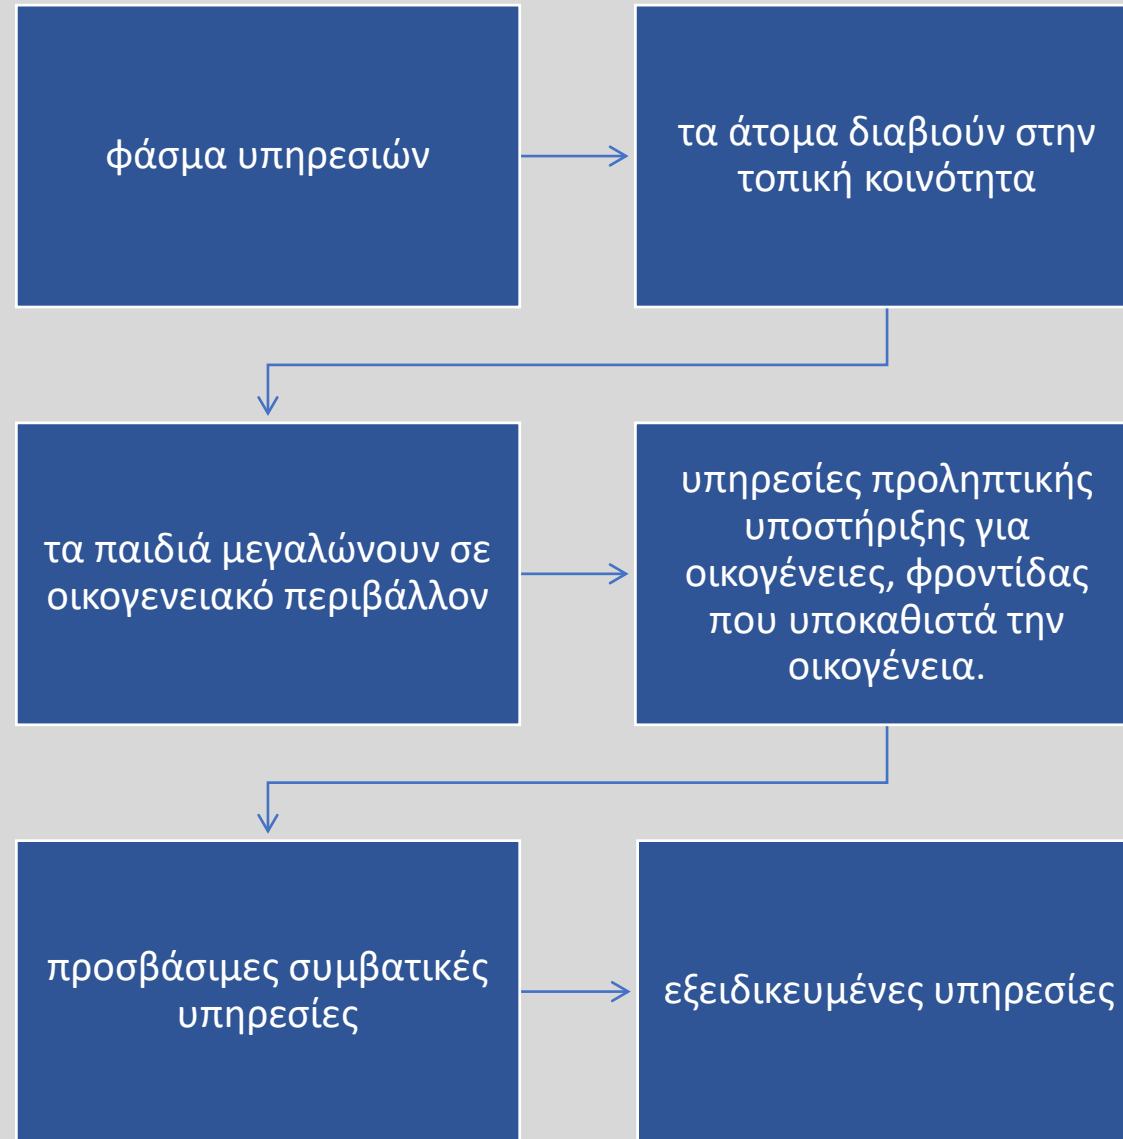 φάσμα υπηρεσιών
τα άτομα διαβιούν στην
τοπική κοινότητα
τα παιδιά μεγαλώνουν σε
οικογενειακό περιβάλλον
υπηρεσίες προληπτικής
υποστήριξης για
οικογένειες, φροντίδας
που υποκαθιστά την
οικογένεια.
προσβάσιμες συμβατικές
υπηρεσίες
εξειδικευμένες υπηρεσίες